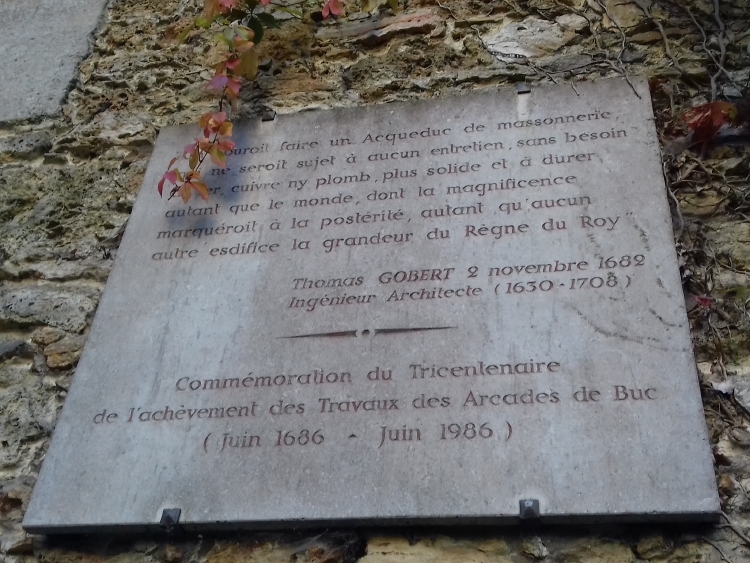 faire un Acqueduc de massonnerie,
ne seroit sujet à aucun entretien, sans besoin
cuivre ny plomb, plus solide et à durer
autant que le monde, dont la magnificence
marqueroit à la postérité, autant qu'aucun
autre esdifice la grandeur du Règne du Roy"
Thomas GOBERT 2 novembre 1682
Ingénieur Architecte (1630-1708)
Commémoration du Tricentenaire
de l'achèvement des Travaux des Arcades de Buc
(Juin 1686 - Juin 1986)